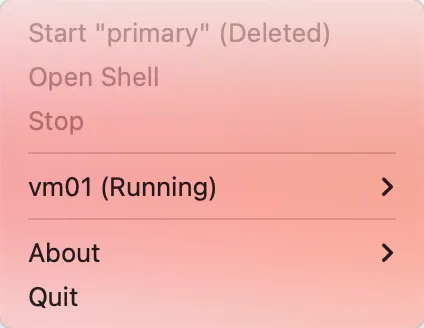 Start "primary" (Deleted)
Open Shell
Stop
vm01 (Running)
About
Quit